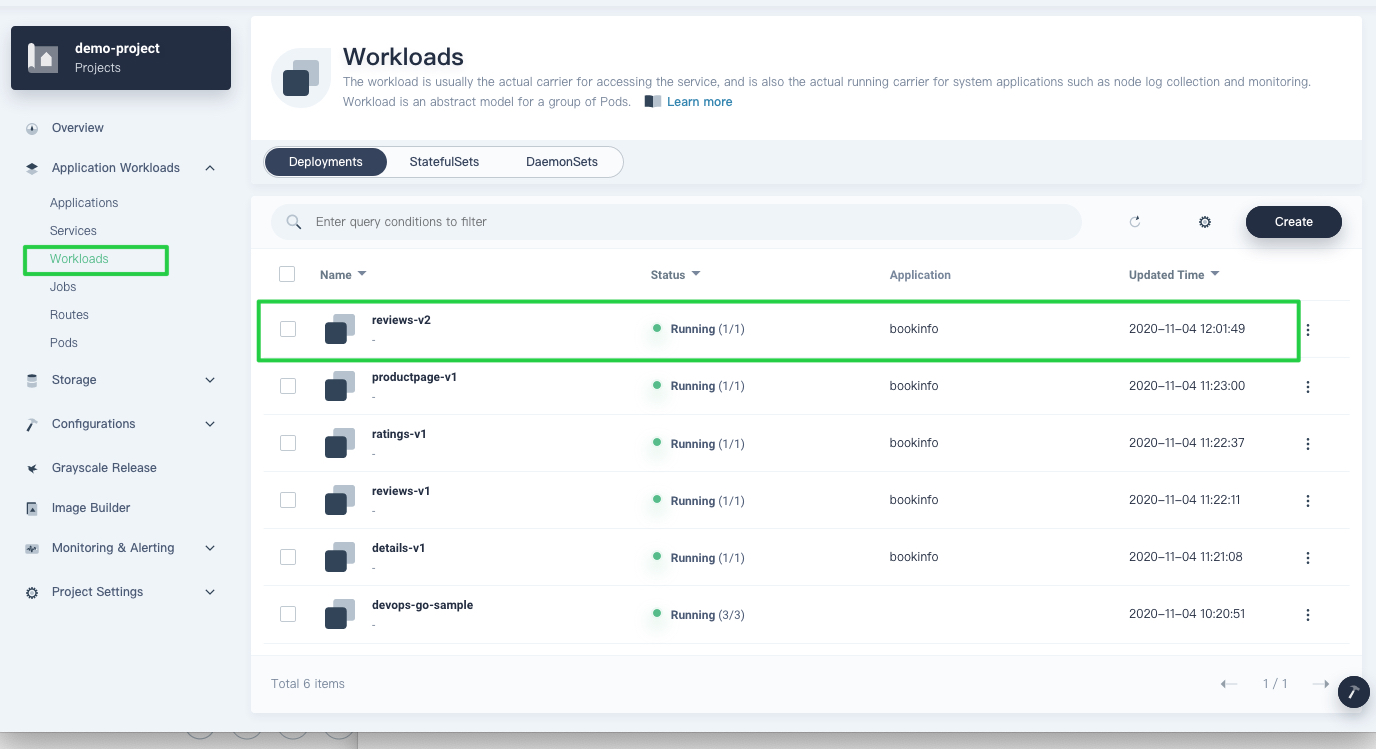 demo-project
Projects
Overview
Application Workloads
Applications
Services
Workloads
Jobs
Routes
Pods
Storage
Configurations
Grayscale Release
Image Builder
Monitoring & Alerting
Project Settings
Workloads
The workload is usually the actual carrier for accessing the service, and is also the actual running carrier for system applications such as node log collection and monitoring.
Workload is an abstract model for a group of Pods. Learn more
Deployments StatefulSets DaemonSets
Enter query conditions to filter Create
Name Status Application Updated Time
reviews-v2 Running (1/1) bookinfo 2020-11-04 12:01:49
-
productpage-v1 Running (1/1) bookinfo 2020-11-04 11:23:00
-
ratings-v1 Running (1/1) bookinfo 2020-11-04 11:22:37
-
reviews-v1 Running (1/1) bookinfo 2020-11-04 11:22:11
-
details-v1 Running (1/1) bookinfo 2020-11-04 11:21:08
-
devops-go-sample Running (3/3) 2020-11-04 10:20:51
-
Total 6 items 1 / 1